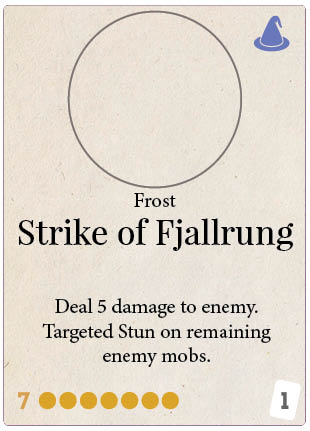 Frost
Strike of Fjallrung
Deal 5 damage to enemy.
Targeted Stun on remaining
enemy mobs.
7
1